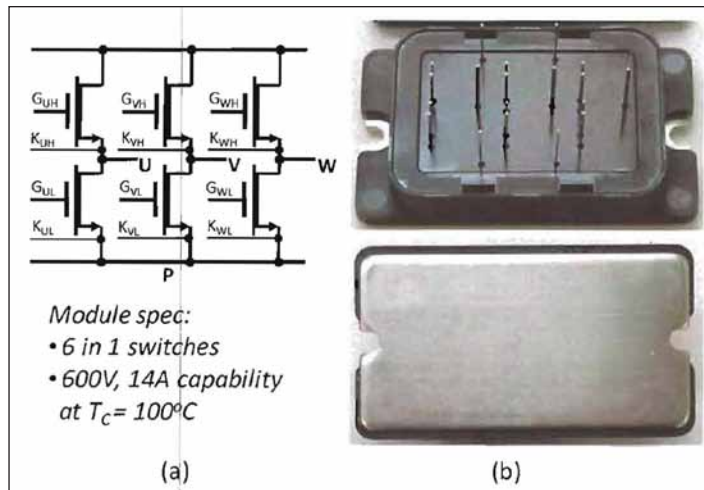 G_UH G_VH G_WH
K_UH K_VH K_WH
U V W
G_UL G_VL G_WL
K_UL K_VL K_WL
P
Module spec:
• 6 in 1 switches
• 600V, 14A capability
at T_C= 100°C
(a) (b)